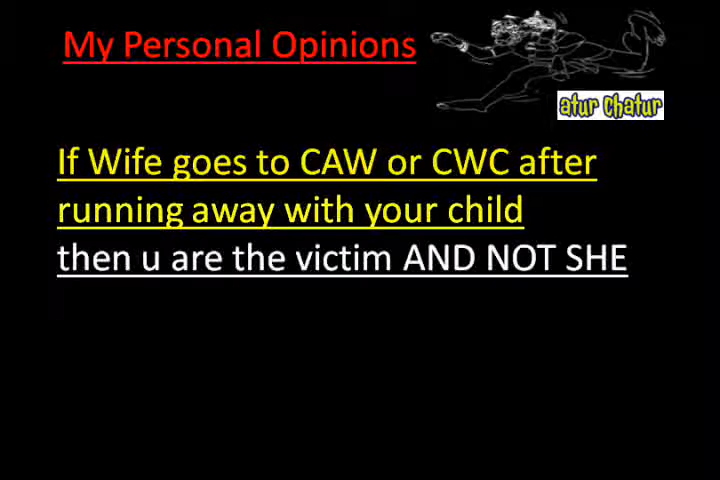 My Personal Opinions
atur chatur
If Wife goes to CAW or CWC after
running away with your child
then u are the victim AND NOT SHE